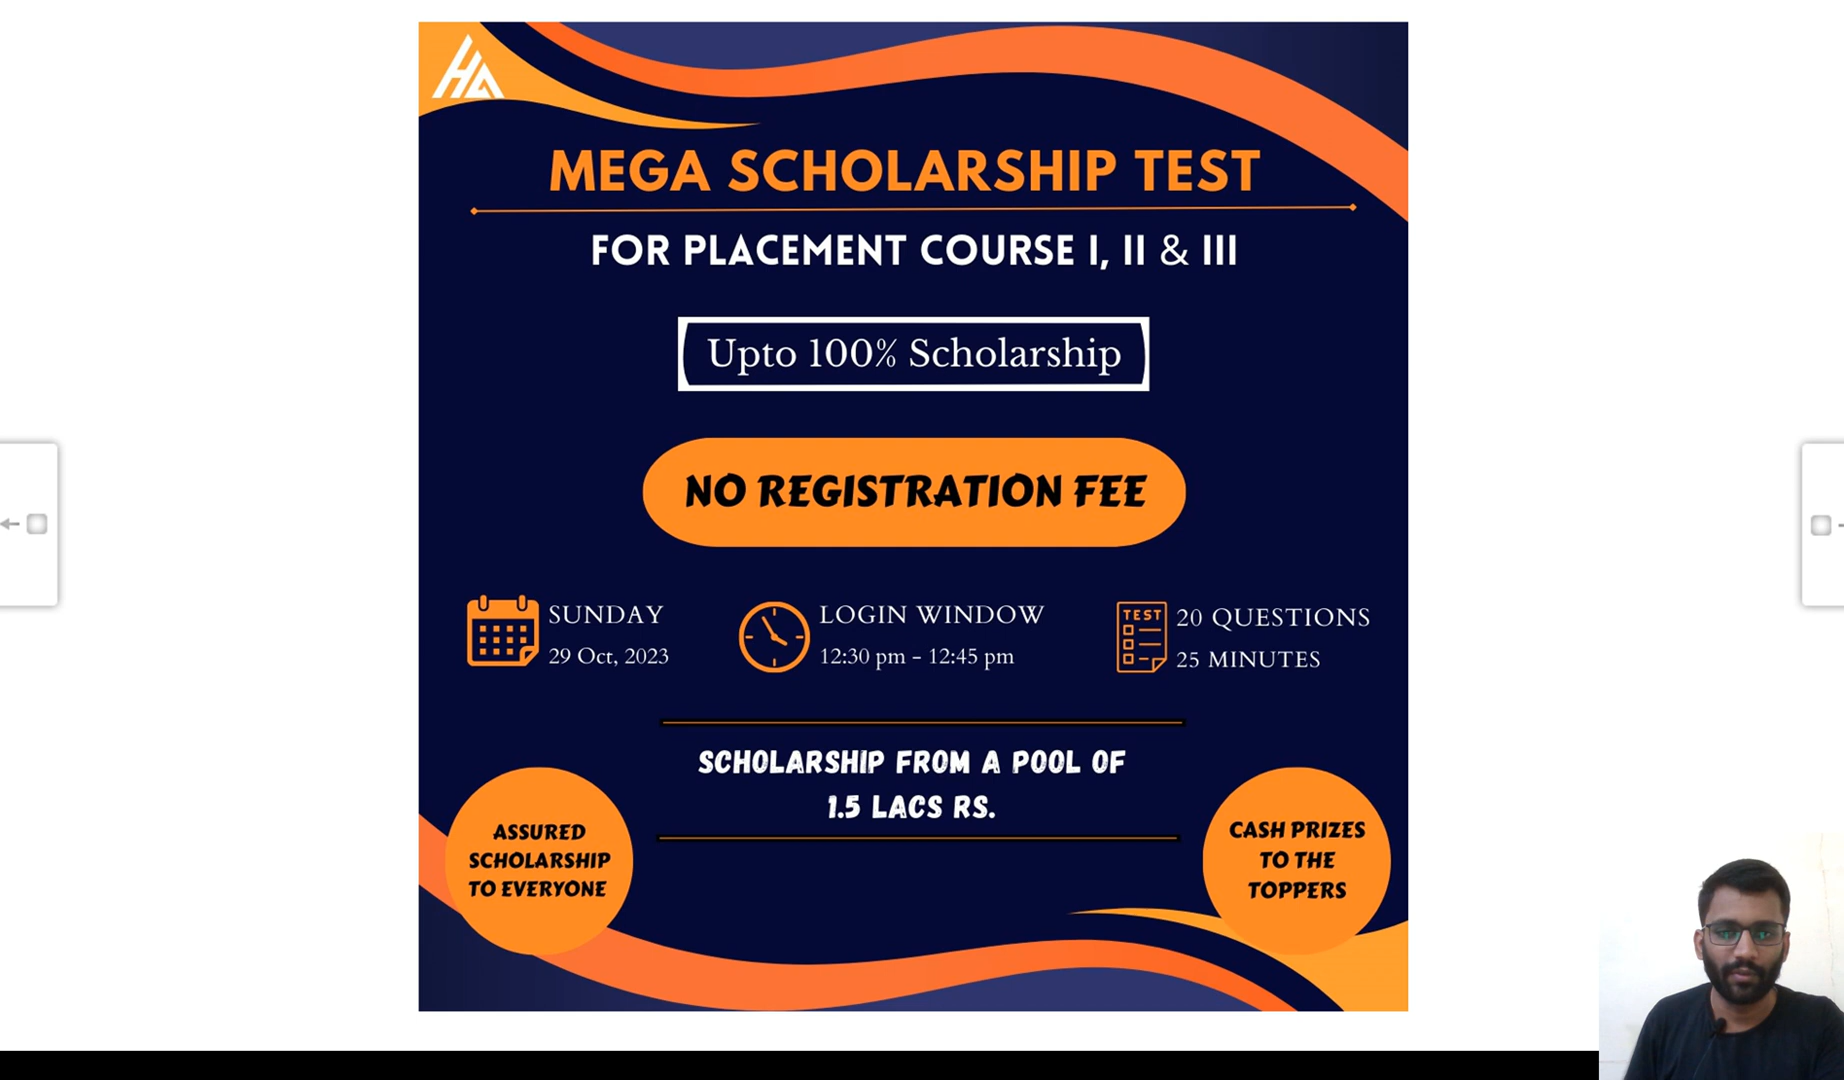 HA
MEGA SCHOLARSHIP TEST
FOR PLACEMENT COURSE I, II & III
Upto 100% Scholarship
NO REGISTRATION FEE
SUNDAY
29 Oct, 2023
LOGIN WINDOW
12:30 pm - 12:45 pm
TEST
20 QUESTIONS
25 MINUTES
SCHOLARSHIP FROM A POOL OF
1.5 LACS RS.
ASSURED
SCHOLARSHIP
TO EVERYONE
CASH PRIZES
TO THE
TOPPERS